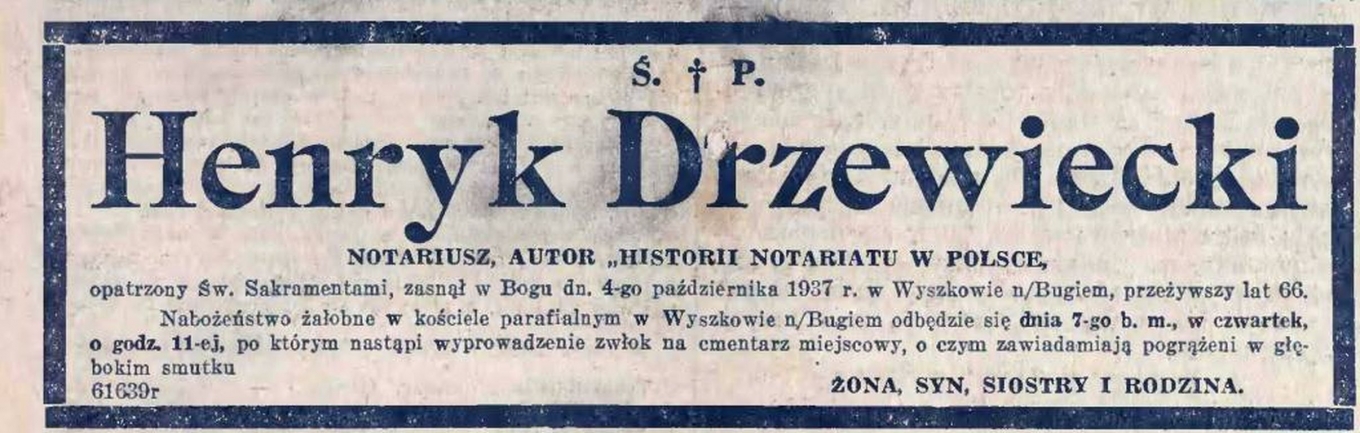 Ś. † P.
Henryk Drzewiecki
NOTARIUSZ, AUTOR „HISTORII NOTARIATU W POLSCE,
opatrzony Św. Sakramentami, zasnął w Bogu dn. 4-go października 1937 r. w Wyszkowie n/Bugiem, przeżywszy lat 66.
Nabożeństwo żałobne w kościele parafialnym w Wyszkowie n/Bugiem odbędzie się dnia 7-go b. m., w czwartek,
o godz. 11-ej, po którym nastąpi wyprowadzenie zwłok na cmentarz miejscowy, o czym zawiadamiają pogrążeni w głę-
bokim smutku
61639r
ŻONA, SYN, SIOSTRY I RODZINA.